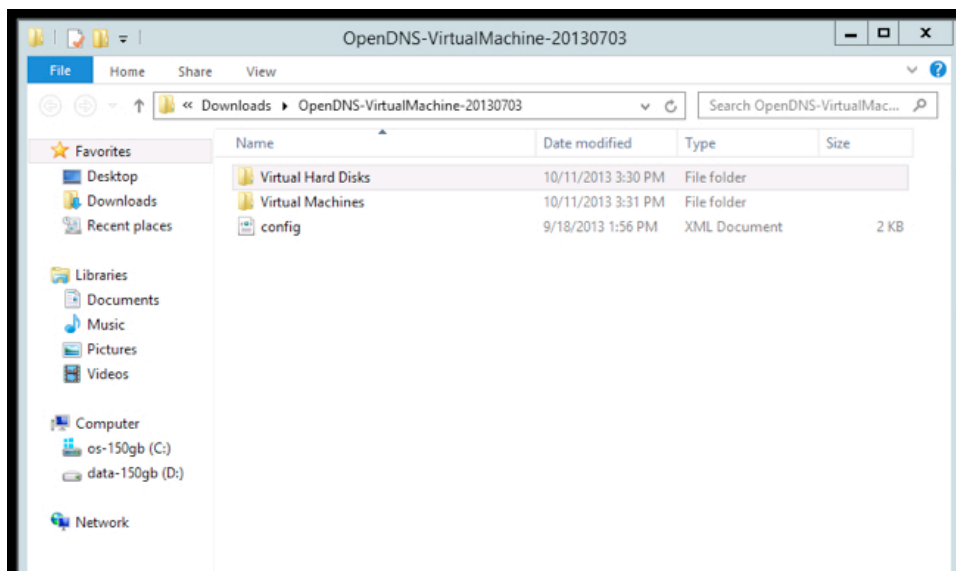 OpenDNS-VirtualMachine-20130703
File Home Share View
« Downloads OpenDNS-VirtualMachine-20130703 Search OpenDNS-VirtualMac...
Name Date modified Type Size
Favorites
Desktop
Downloads
Recent places
Libraries
Documents
Music
Pictures
Videos
Computer
os-150gb (C:)
data-150gb (D:)
Network
Virtual Hard Disks 10/11/2013 3:30 PM File folder
Virtual Machines 10/11/2013 3:31 PM File folder
config 9/18/2013 1:56 PM XML Document 2 KB